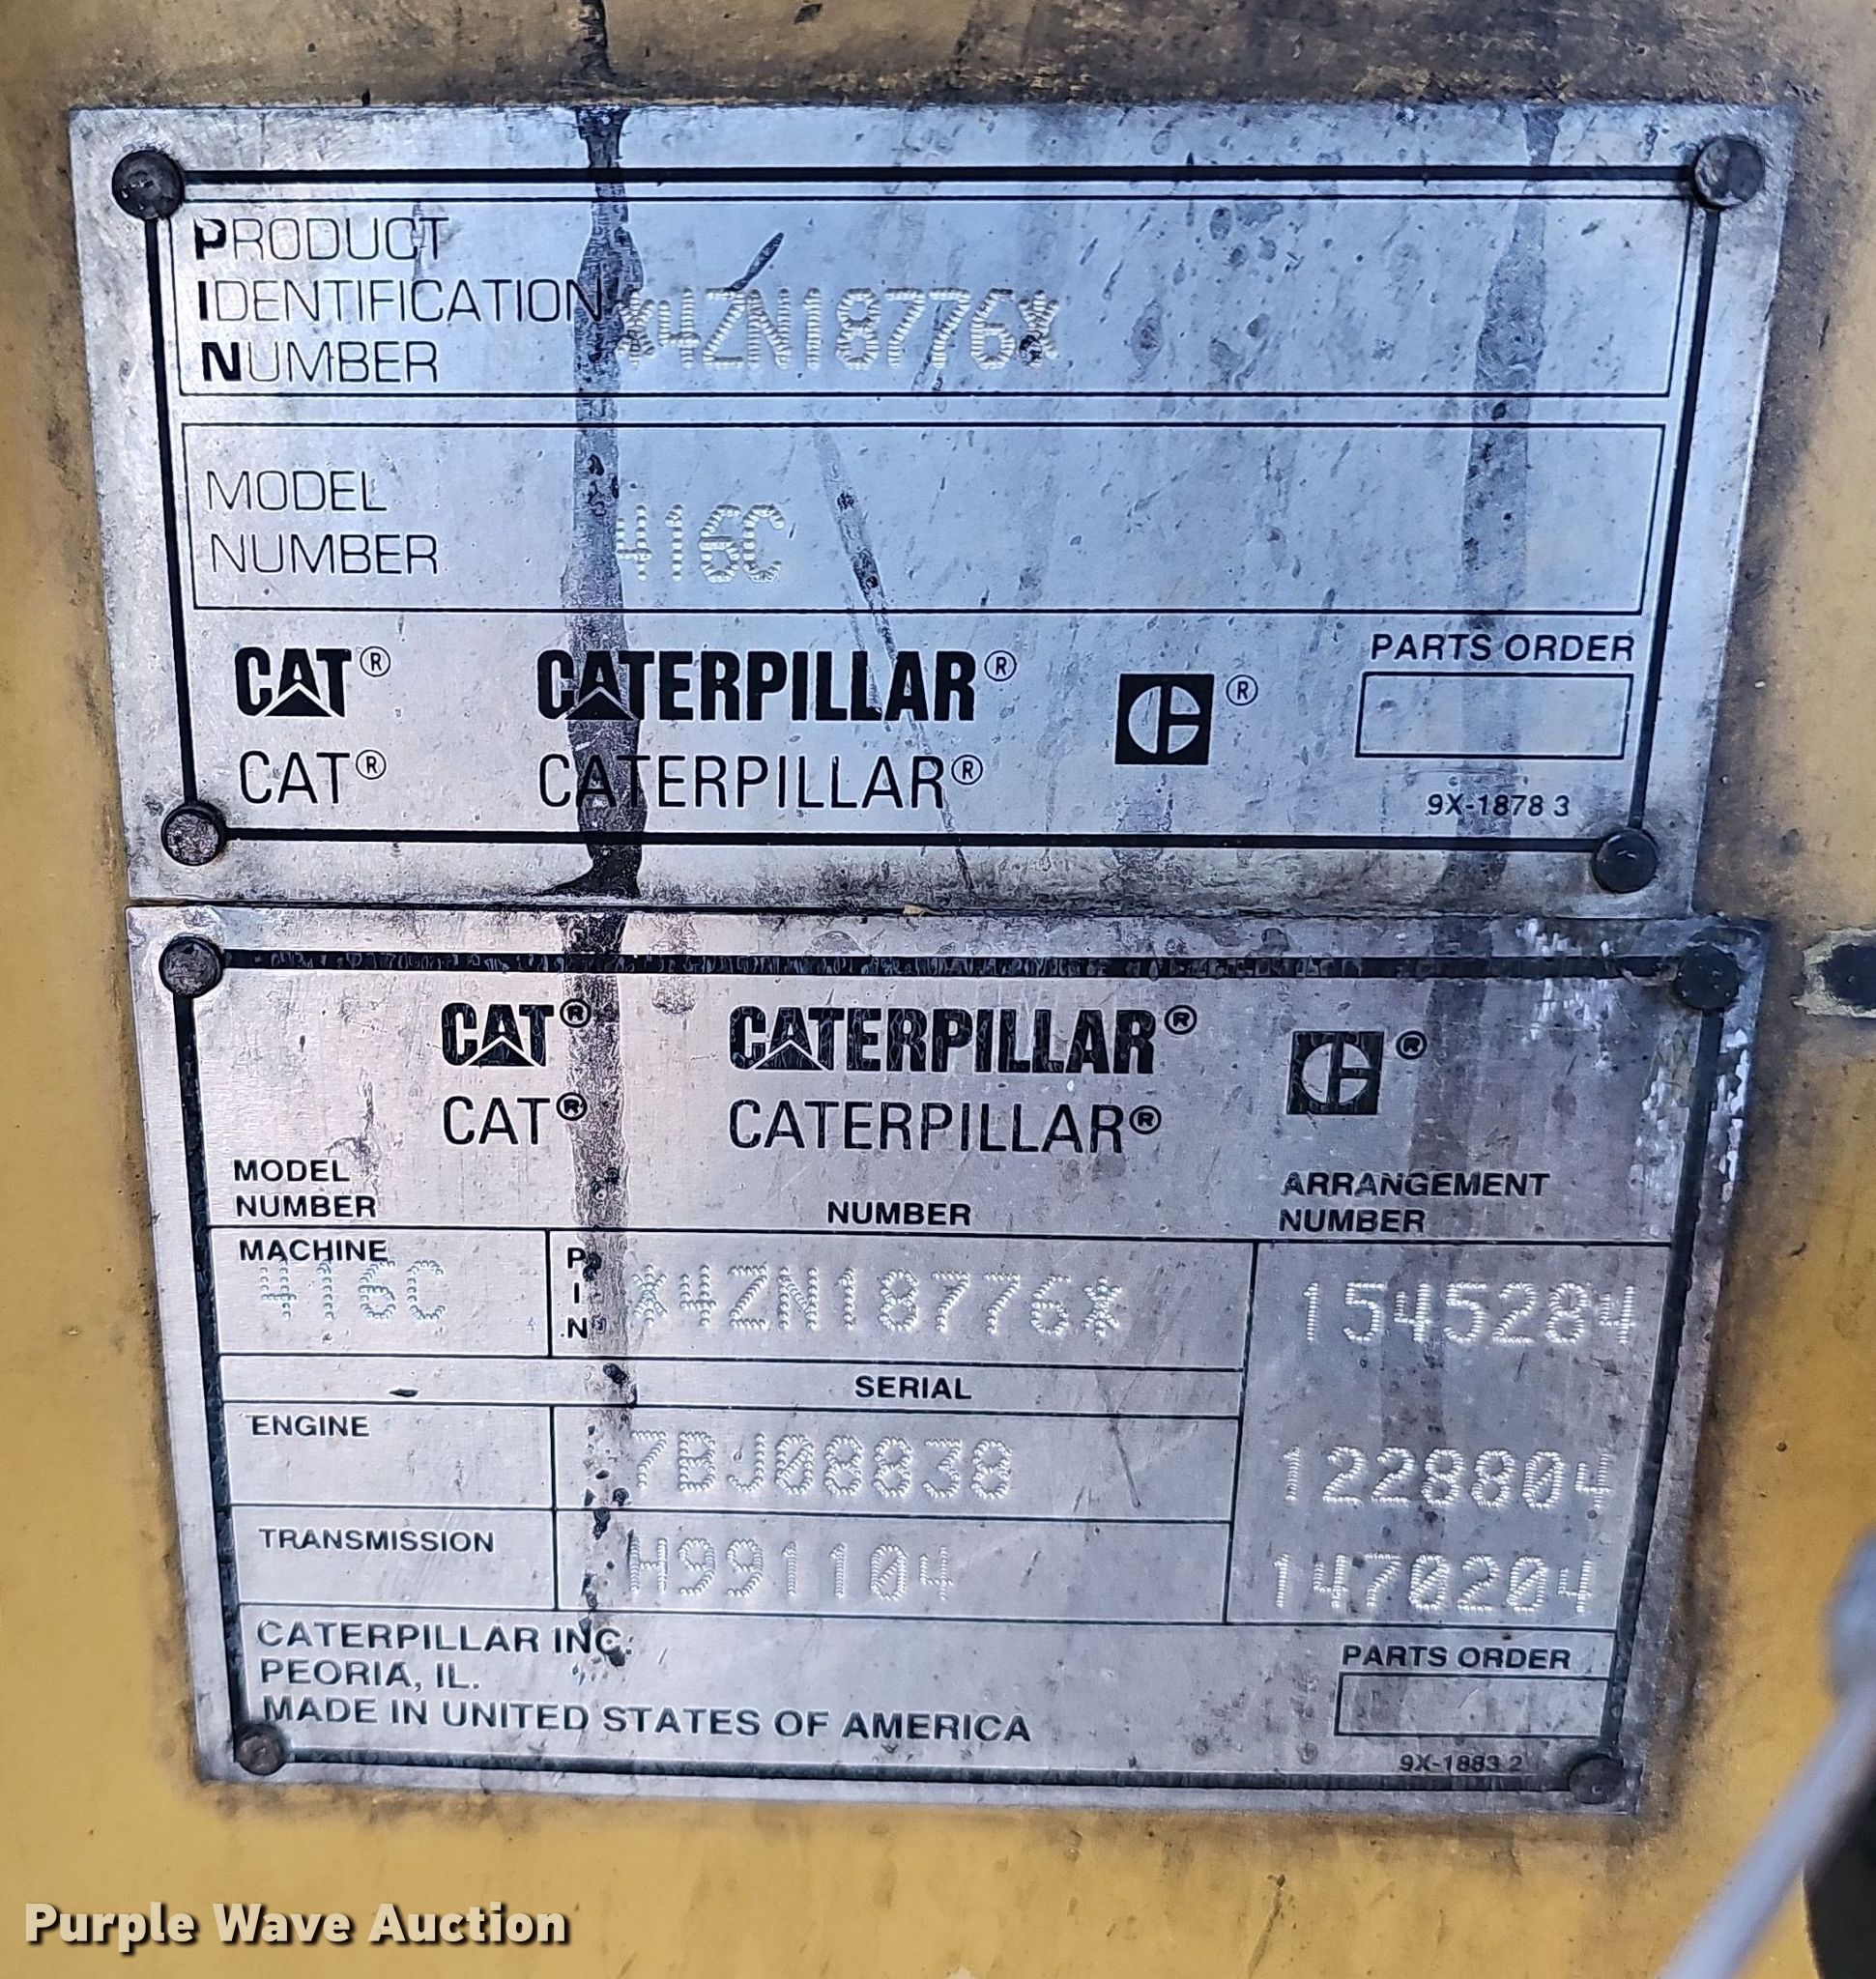 PRODUCT
IDENTIFICATION
NUMBER
*4ZN18776*
MODEL
NUMBER
416C
CAT® CATERPILLAR® ®
CAT® CATERPILLAR®
PARTS ORDER
9X-1878 3
CAT® CATERPILLAR® ®
CAT® CATERPILLAR®
MODEL
NUMBER
NUMBER
ARRANGEMENT
NUMBER
MACHINE
416C
PIN
*4ZN18776*
1545284
SERIAL
ENGINE
7BJ08838
1228804
TRANSMISSION
H991104
1470204
CATERPILLAR INC.
PEORIA, IL.
MADE IN UNITED STATES OF AMERICA
PARTS ORDER
9X-1883 2
Purple Wave Auction